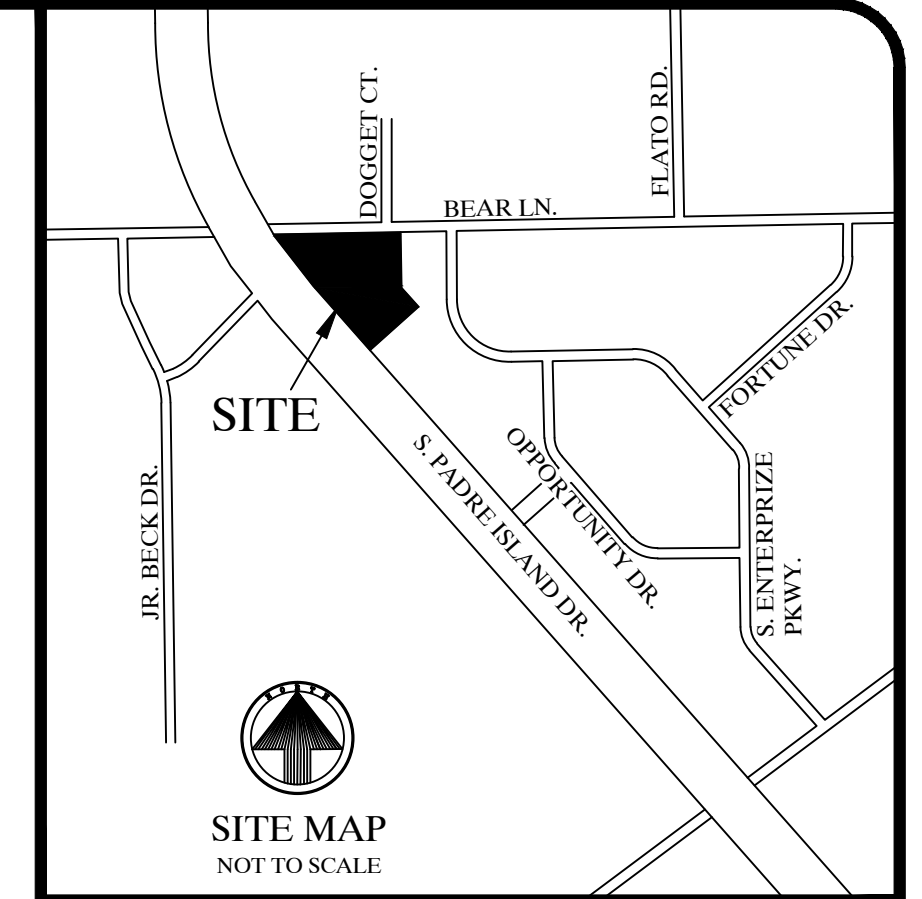 DOGGET CT.
FLATO RD.
BEAR LN.
FORTUNE DR.
SITE
S. PADRE ISLAND DR.
OPPORTUNITY DR.
JR. BECK DR.
S. ENTERPRIZE
PKWY.
NORTH
SITE MAP
NOT TO SCALE